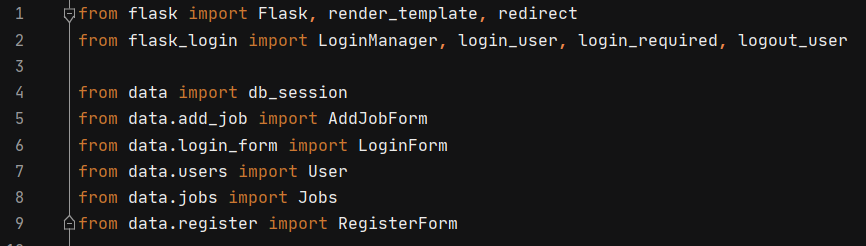 1 from flask import Flask, render_template, redirect
2 from flask_login import LoginManager, login_user, login_required, logout_user
3
4 from data import db_session
5 from data.add_job import AddJobForm
6 from data.login_form import LoginForm
7 from data.users import User
8 from data.jobs import Jobs
9 from data.register import RegisterForm